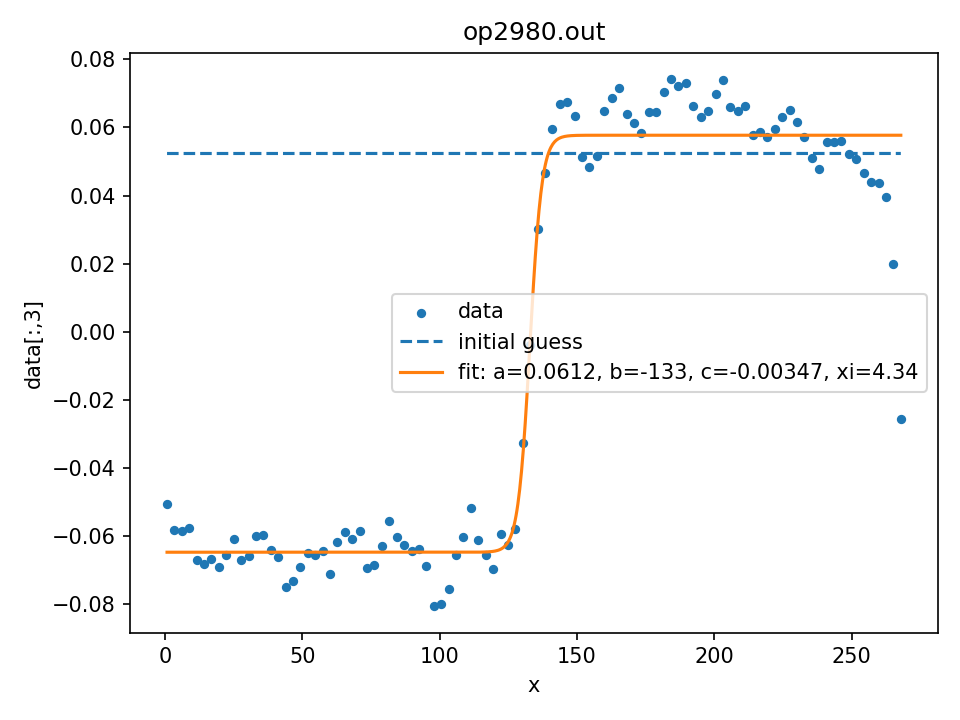 op2980.out
0.08
0.06
0.04
0.02
0.00
−0.02
−0.04
−0.06
−0.08
data[:,3]
data
initial guess
fit: a=0.0612, b=-133, c=-0.00347, xi=4.34
0 50 100 150 200 250
x